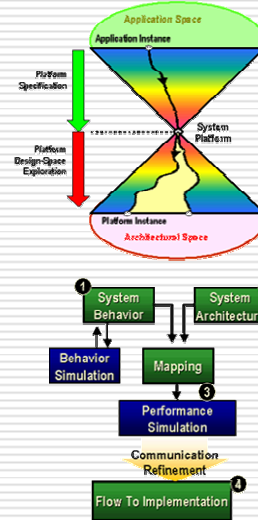 Application Space
Application Instance
Platform
Specification
System
Platform
Platform
Design-Space
Exploration
Platform Instance
Architectural Space
1
System
Behavior
System
Architectur
Behavior
Simulation
Mapping
3
Performance
Simulation
Communication
Refinement
4
Flow To Implementation